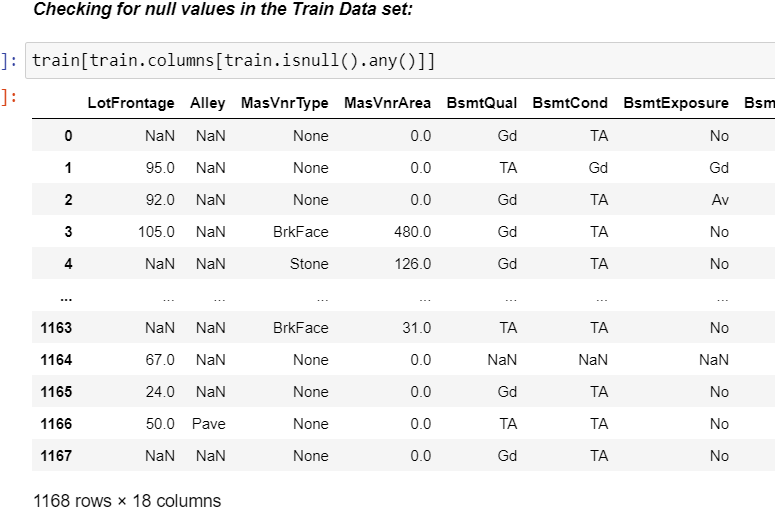 Checking for null values in the Train Data set:
]: train[train.columns[train.isnull().any()]]
]:
LotFrontage Alley MasVnrType MasVnrArea BsmtQual BsmtCond BsmtExposure Bsm
0 NaN NaN None 0.0 Gd TA No
1 95.0 NaN None 0.0 TA Gd Gd
2 92.0 NaN None 0.0 Gd TA Av
3 105.0 NaN BrkFace 480.0 Gd TA No
4 NaN NaN Stone 126.0 Gd TA No
... ... ... ... ... ... ... ...
1163 NaN NaN BrkFace 31.0 TA TA No
1164 67.0 NaN None 0.0 NaN NaN NaN
1165 24.0 NaN None 0.0 Gd TA No
1166 50.0 Pave None 0.0 TA TA No
1167 NaN NaN None 0.0 Gd TA No
1168 rows × 18 columns